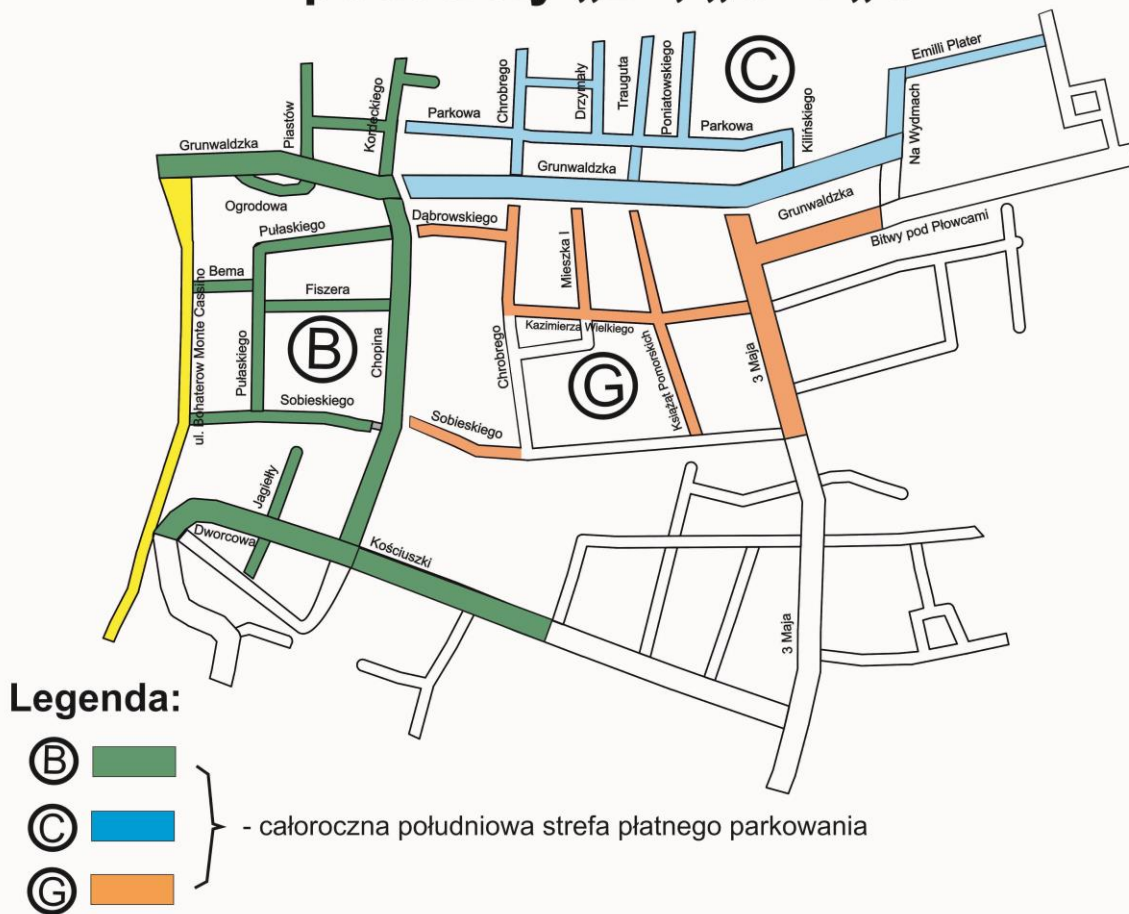 Emilli Plater
C
Chrobrego
Drzymały
Trauguta
Poniatowskiego
Kordeckiego
Piastów
Parkowa
Parkowa
Kilińskiego
Na Wydmach
Grunwaldzka
Grunwaldzka
Grunwaldzka
Ogrodowa
Dąbrowskiego
Pułaskiego
Mieszka I
Bitwy pod Płowcami
Bema
Fiszera
ul. Bohaterow Monte Cassino
Kazimierza Wielkiego
B
Chopina
Chrobrego
G
3 Maja
Pułaskiego
Książąt Pomorskich
Sobieskiego
Sobieskiego
Jagiełły
Dworcowa
Kościuszki
3 Maja
Legenda:
B
C - całoroczna południowa strefa płatnego parkowania
G